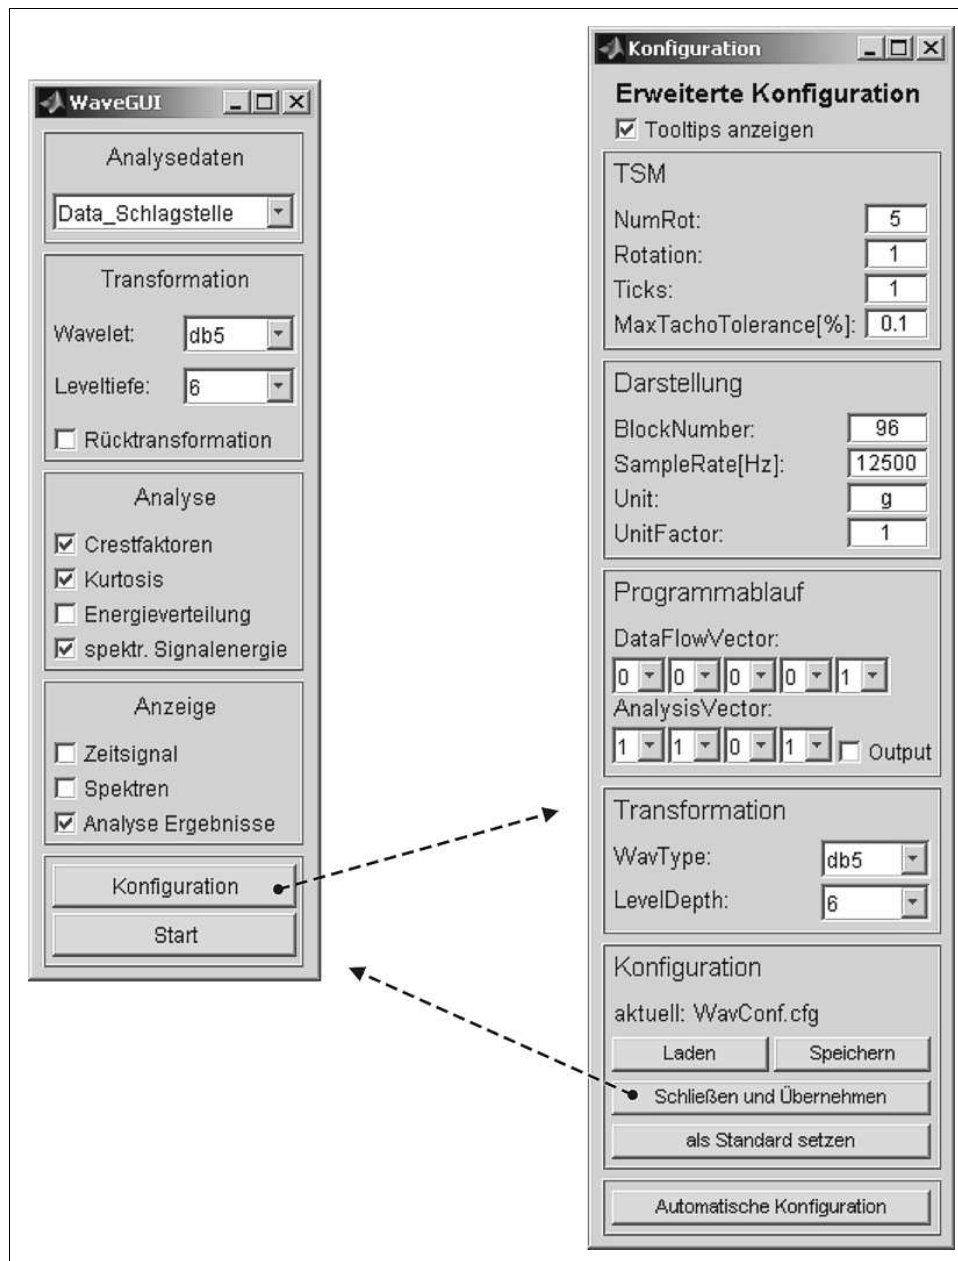 WaveGUI
Analysedaten
Data_Schlagstelle
Transformation
Wavelet: db5
Leveltiefe: 6
Rücktransformation
Analyse
Crestfaktoren
Kurtosis
Energieverteilung
spektr. Signalenergie
Anzeige
Zeitsignal
Spektren
Analyse Ergebnisse
Konfiguration
Start
Konfiguration
Erweiterte Konfiguration
Tooltips anzeigen
TSM
NumRot: 5
Rotation: 1
Ticks: 1
MaxTachoTolerance[%]: 0.1
Darstellung
BlockNumber: 96
SampleRate[Hz]: 12500
Unit: g
UnitFactor: 1
Programmablauf
DataFlowVector:
0 0 0 0 1
AnalysisVector:
1 1 0 1 Output
Transformation
WavType: db5
LevelDepth: 6
Konfiguration
aktuell: WavConf.cfg
Laden Speichern
Schließen und Übernehmen
als Standard setzen
Automatische Konfiguration